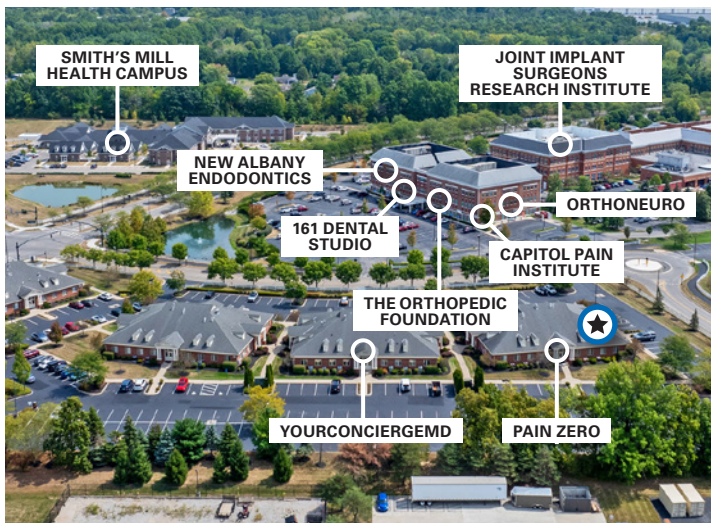 SMITH'S MILL
HEALTH CAMPUS
JOINT IMPLANT
SURGEONS
RESEARCH INSTITUTE
NEW ALBANY
ENDODONTICS
161 DENTAL
STUDIO
ORTHONEURO
CAPITOL PAIN
INSTITUTE
THE ORTHOPEDIC
FOUNDATION
YOURCONCIERGEMD
PAIN ZERO